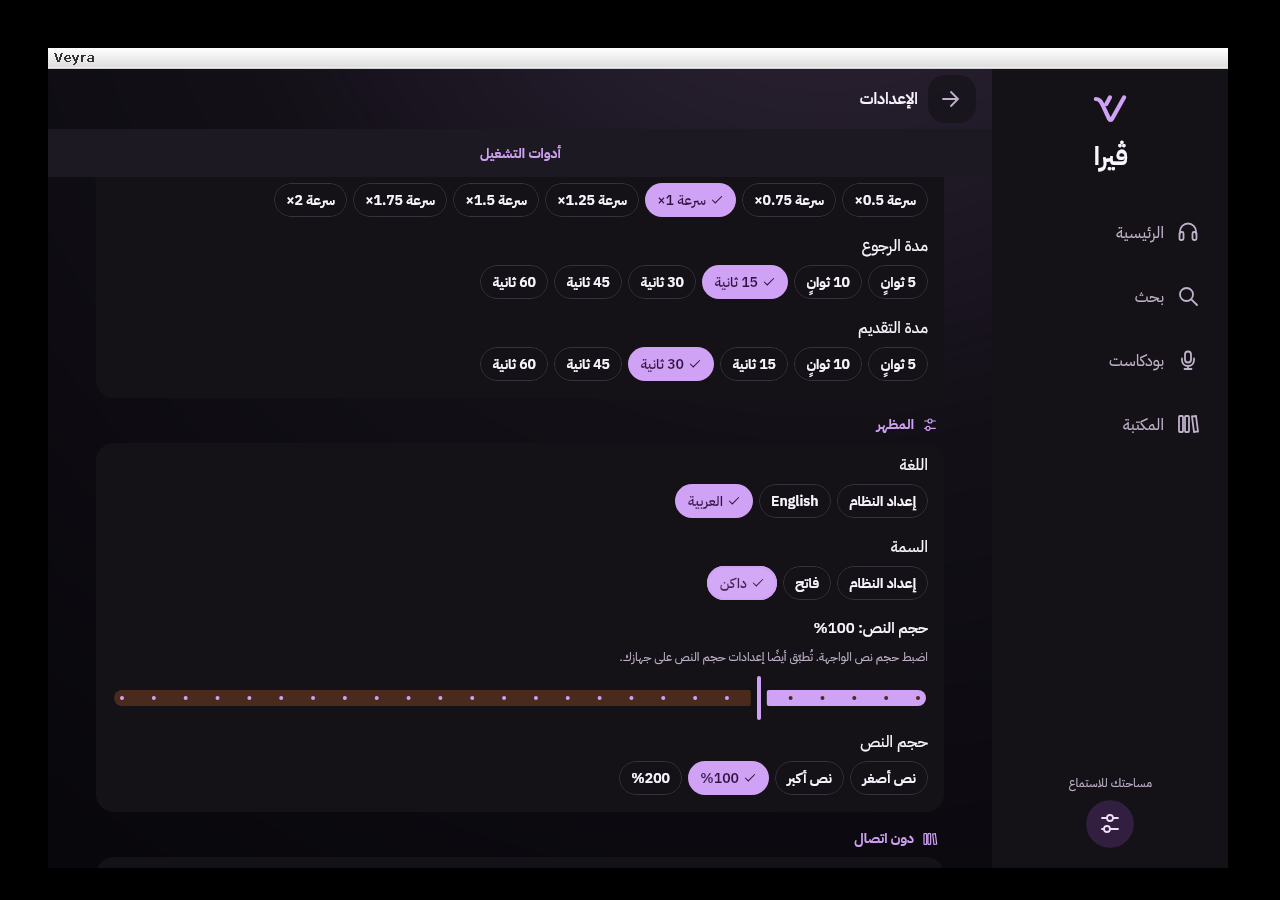 Veyra
ڤيرا
الرئيسية
بحث
بودكاست
المكتبة
مساحتك للاستماع
الإعدادات
أدوات التشغيل
سرعة 0.5× سرعة 0.75× سرعة 1× سرعة 1.25× سرعة 1.5× سرعة 1.75× سرعة 2×
مدة الرجوع
5 ثوانٍ 10 ثوانٍ 15 ثانية 30 ثانية 45 ثانية 60 ثانية
مدة التقديم
5 ثوانٍ 10 ثوانٍ 15 ثانية 30 ثانية 45 ثانية 60 ثانية
المظهر
اللغة
إعداد النظام English العربية
السمة
إعداد النظام فاتح داكن
حجم النص: 100%
اضبط حجم نص الواجهة. تُطبّق أيضًا إعدادات حجم النص على جهازك.
حجم النص
نص أصغر نص أكبر 100% 200%
دون اتصال